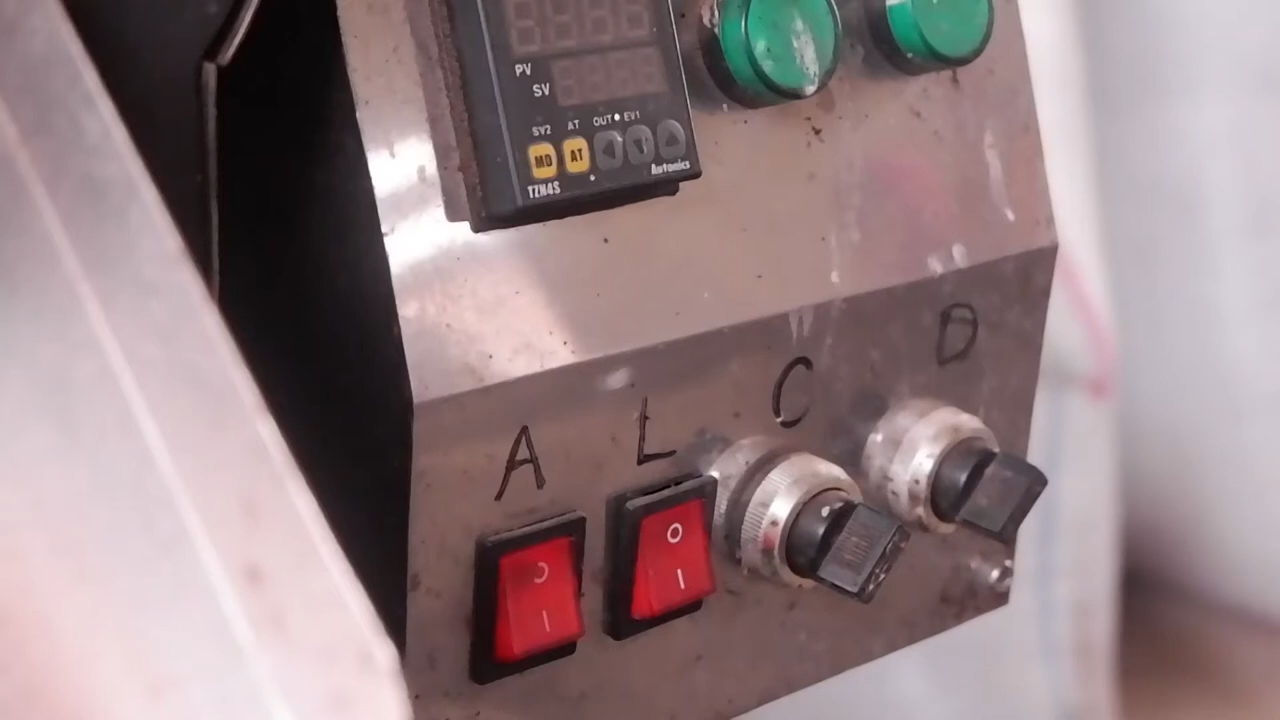 PV
SV
SV2 AT OUT EV1
MD AT
TZN4S Autonics
A L C D
O O
I I